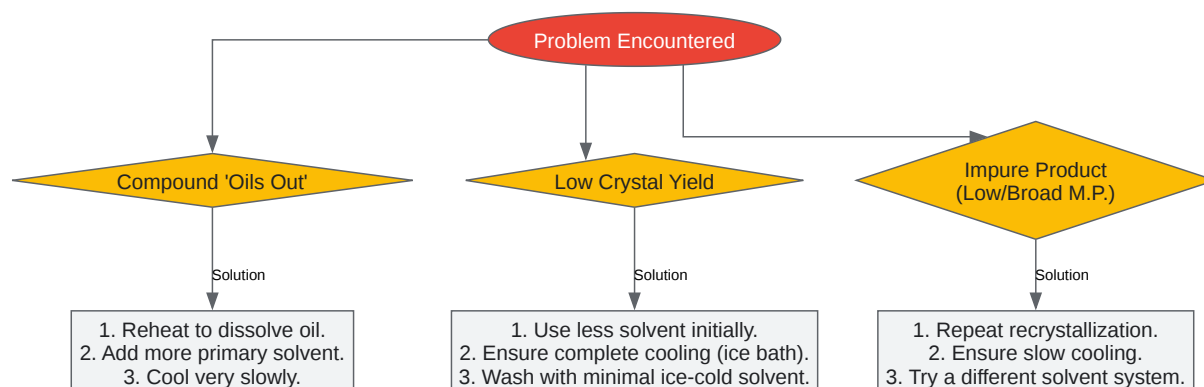 Problem Encountered
Compound 'Oils Out'
Low Crystal Yield
Impure Product
(Low/Broad M.P.)
Solution
Solution
Solution
1. Reheat to dissolve oil.
2. Add more primary solvent.
3. Cool very slowly.
1. Use less solvent initially.
2. Ensure complete cooling (ice bath).
3. Wash with minimal ice-cold solvent.
1. Repeat recrystallization.
2. Ensure slow cooling.
3. Try a different solvent system.